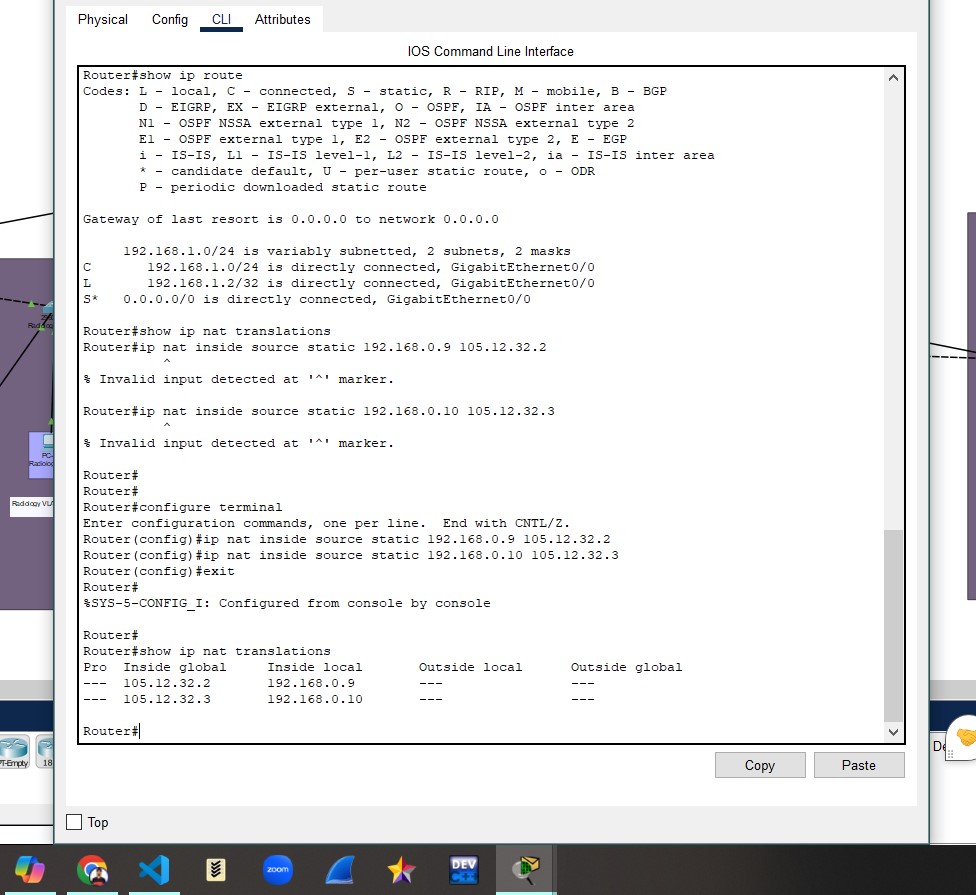 Physical Config CLI Attributes
IOS Command Line Interface
Router#show ip route
Codes: L - local, C - connected, S - static, R - RIP, M - mobile, B - BGP
D - EIGRP, EX - EIGRP external, O - OSPF, IA - OSPF inter area
N1 - OSPF NSSA external type 1, N2 - OSPF NSSA external type 2
E1 - OSPF external type 1, E2 - OSPF external type 2, E - EGP
i - IS-IS, L1 - IS-IS level-1, L2 - IS-IS level-2, ia - IS-IS inter area
* - candidate default, U - per-user static route, o - ODR
P - periodic downloaded static route
Gateway of last resort is 0.0.0.0 to network 0.0.0.0
192.168.1.0/24 is variably subnetted, 2 subnets, 2 masks
C 192.168.1.0/24 is directly connected, GigabitEthernet0/0
L 192.168.1.2/32 is directly connected, GigabitEthernet0/0
S* 0.0.0.0/0 is directly connected, GigabitEthernet0/0
Router#show ip nat translations
Router#ip nat inside source static 192.168.0.9 105.12.32.2
^
% Invalid input detected at '^' marker.
Router#ip nat inside source static 192.168.0.10 105.12.32.3
^
% Invalid input detected at '^' marker.
Router#
Router#
Router#configure terminal
Enter configuration commands, one per line. End with CNTL/Z.
Router(config)#ip nat inside source static 192.168.0.9 105.12.32.2
Router(config)#ip nat inside source static 192.168.0.10 105.12.32.3
Router(config)#exit
Router#
%SYS-5-CONFIG_I: Configured from console by console
Router#
Router#show ip nat translations
Pro Inside global Inside local Outside local Outside global
--- 105.12.32.2 192.168.0.9 --- ---
--- 105.12.32.3 192.168.0.10 --- ---
Router#
Copy Paste
Top
PC-
Radiology VLA
PT-Empty 18
De
zoom
DEV
C++